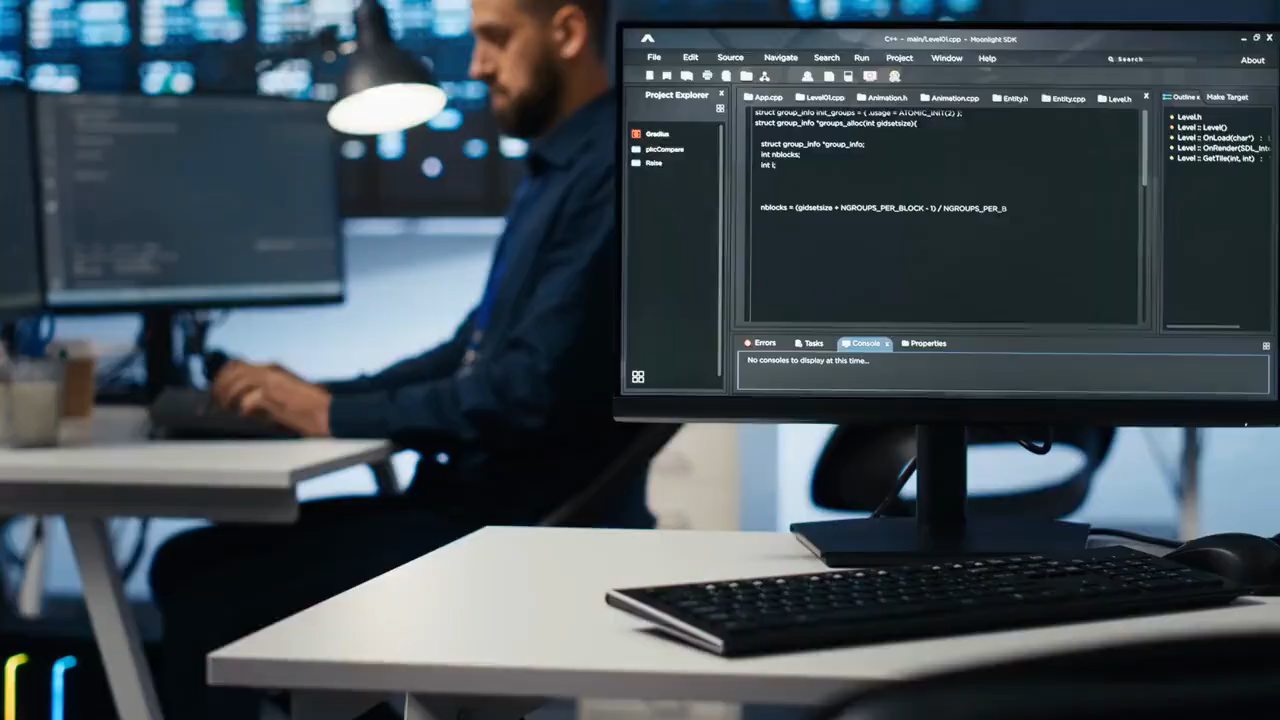 C++ - main/Level01.cpp - Moonlight SDK
File Edit Source Navigate Search Run Project Window Help
Search
About
Project Explorer x
Gradius
pkcCompare
Raise
App.cpp Level01.cpp Animation.h Animation.cpp Entity.h Entity.cpp Level.h x
struct group_info init_groups = { .usage = ATOMIC_INIT(2) };
struct group_info *groups_alloc(int gidsetsize){
struct group_info *group_info;
int nblocks;
int i;
nblocks = (gidsetsize + NGROUPS_PER_BLOCK - 1) / NGROUPS_PER_B
Outline x Make Target
Level.h
Level :: Level()
Level :: OnLoad(char*) :
Level :: OnRender(SDL_Int
Level :: GetTile(int, int) :
Errors Tasks Console x Properties
No consoles to display at this time...